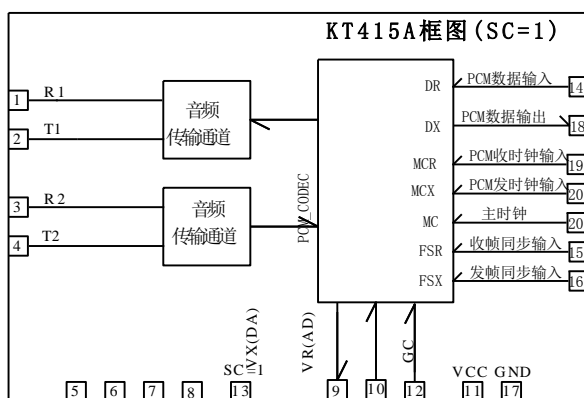 KT415A框图(SC=1)
1 R1
2 T1
音频
传输通道
3 R2
4 T2
音频
传输通道
PCM_CODEC
DR PCM数据输入 14
DX PCM数据输出 18
MCR PCM收时钟输入 19
MCX PCM发时钟输入 20
MC 主时钟 20
FSR 收帧同步输入 15
FSX 发帧同步输入 16
VX(DA)
VR(AD)
GC
SC=1
VCC GND
5 6 7 8 13 9 10 12 11 17